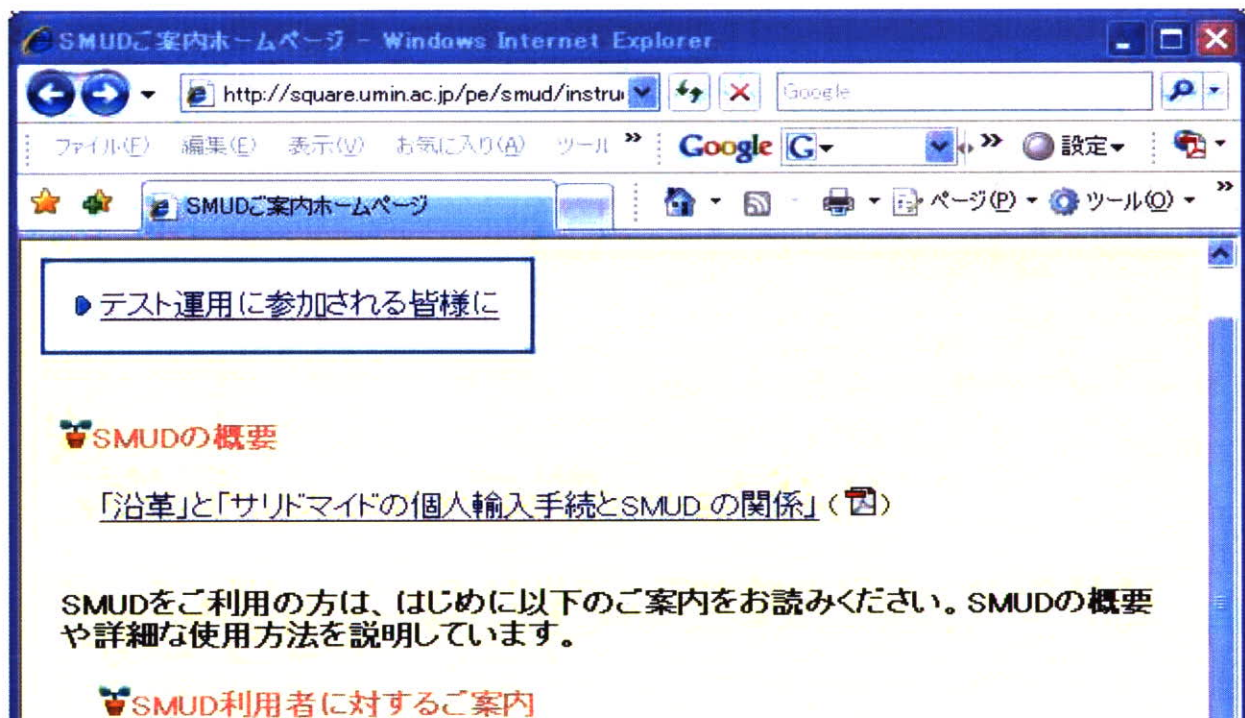 SMUDご案内ホームページ - Windows Internet Explorer
http://square.umin.ac.jp/pe/smud/instru
Google
ファイル(F) 編集(E) 表示(V) お気に入り(A) ツール » Google G 設定
SMUDご案内ホームページ ページ(P) ツール(O) »
テスト運用に参加される皆様に
SMUDの概要
「沿革」と「サリドマイドの個人輸入手続とSMUD の関係」( )
SMUDをご利用の方は、はじめに以下のご案内をお読みください。SMUDの概要
や詳細な使用方法を説明しています。
SMUD利用者に対するご案内